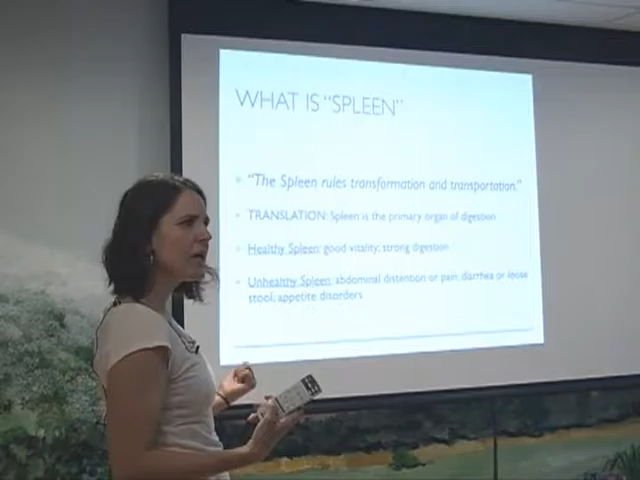 WHAT IS "SPLEEN"
"The Spleen rules transformation and transportation."
TRANSLATION: Spleen is the primary organ of digestion
Healthy Spleen: good vitality; strong digestion
Unhealthy Spleen: abdominal distention or pain; diarrhea or loose
stool; appetite disorders